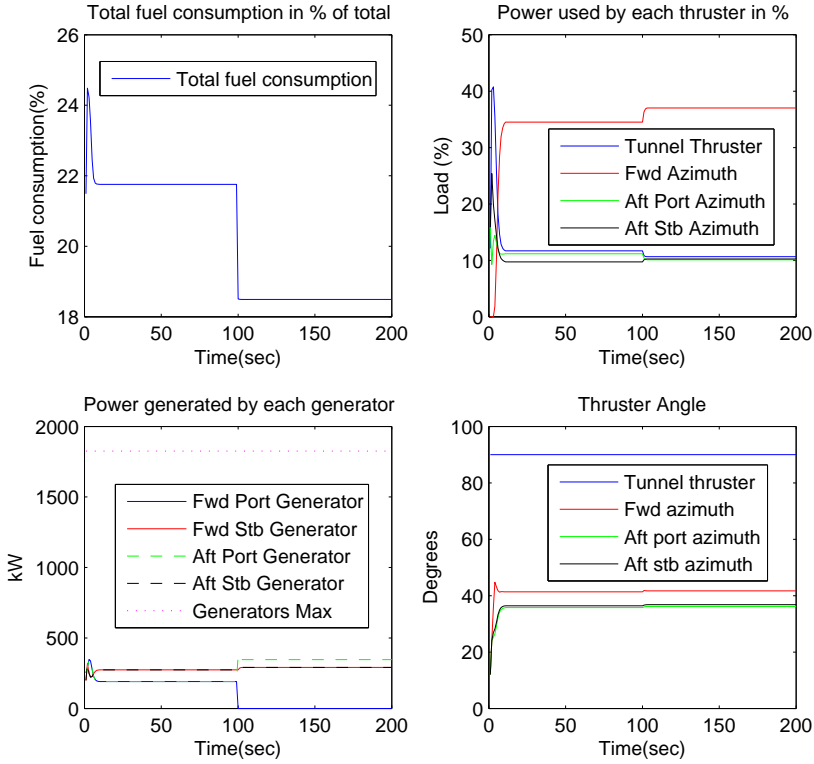 Total fuel consumption in % of total
26
24
22
20
18
Fuel consumption(%)
Total fuel consumption
0 50 100 150 200
Time(sec)
Power used by each thruster in %
50
40
30
20
10
0
Load (%)
Tunnel Thruster
Fwd Azimuth
Aft Port Azimuth
Aft Stb Azimuth
0 50 100 150 200
Time(sec)
Power generated by each generator
2000
1500
1000
500
0
kW
Fwd Port Generator
Fwd Stb Generator
Aft Port Generator
Aft Stb Generator
Generators Max
0 50 100 150 200
Time(sec)
Thruster Angle
100
80
60
40
20
0
Degrees
Tunnel thruster
Fwd azimuth
Aft port azimuth
Aft stb azimuth
0 50 100 150 200
Time(sec)